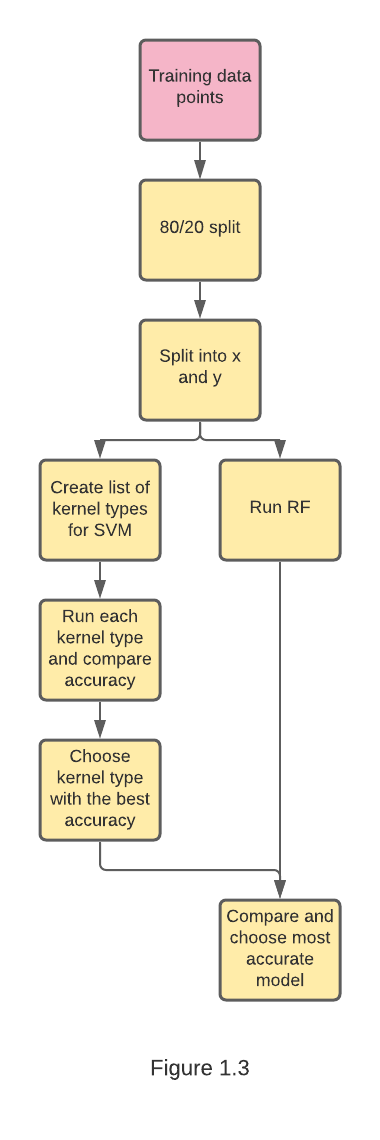 Training data
points
80/20 split
Split into x
and y
Create list of
kernel types
for SVM
Run RF
Run each
kernel type
and compare
accuracy
Choose
kernel type
with the best
accuracy
Compare and
choose most
accurate
model
Figure 1.3